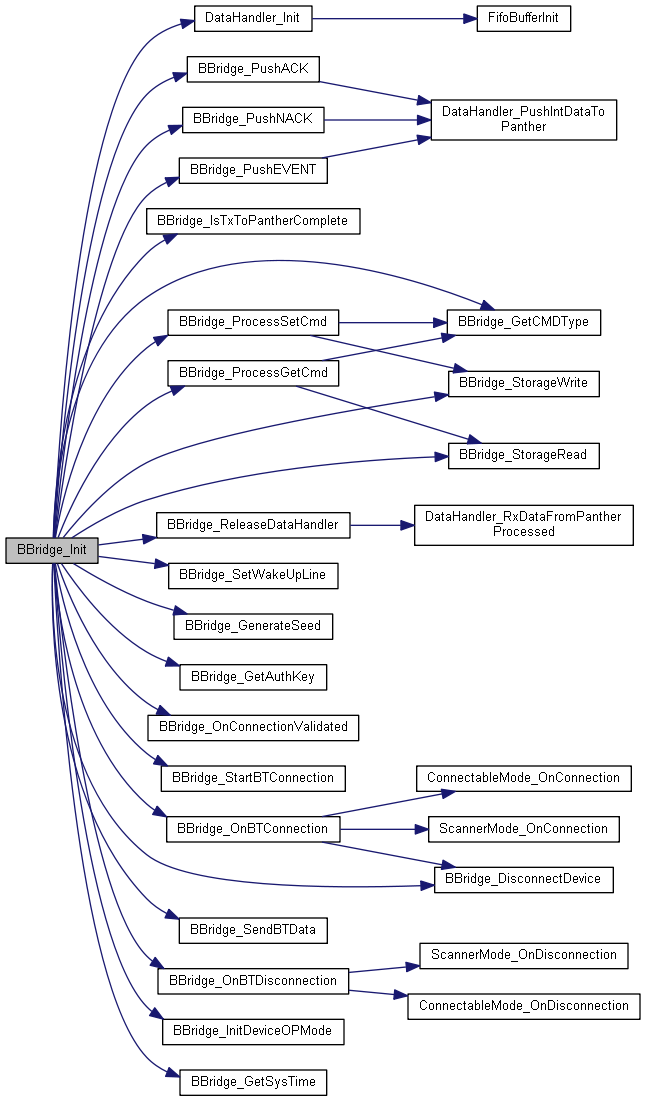 DataHandler_Init
FifoBufferInit
BBridge_PushACK
DataHandler_PushIntDataTo
Panther
BBridge_PushNACK
BBridge_PushEVENT
BBridge_IsTxToPantherComplete
BBridge_ProcessSetCmd
BBridge_GetCMDType
BBridge_ProcessGetCmd
BBridge_StorageWrite
BBridge_StorageRead
BBridge_ReleaseDataHandler
DataHandler_RxDataFromPanther
Processed
BBridge_Init
BBridge_SetWakeUpLine
BBridge_GenerateSeed
BBridge_GetAuthKey
BBridge_OnConnectionValidated
BBridge_StartBTConnection
ConnectableMode_OnConnection
BBridge_OnBTConnection
ScannerMode_OnConnection
BBridge_DisconnectDevice
BBridge_SendBTData
ScannerMode_OnDisconnection
BBridge_OnBTDisconnection
ConnectableMode_OnDisconnection
BBridge_InitDeviceOPMode
BBridge_GetSysTime